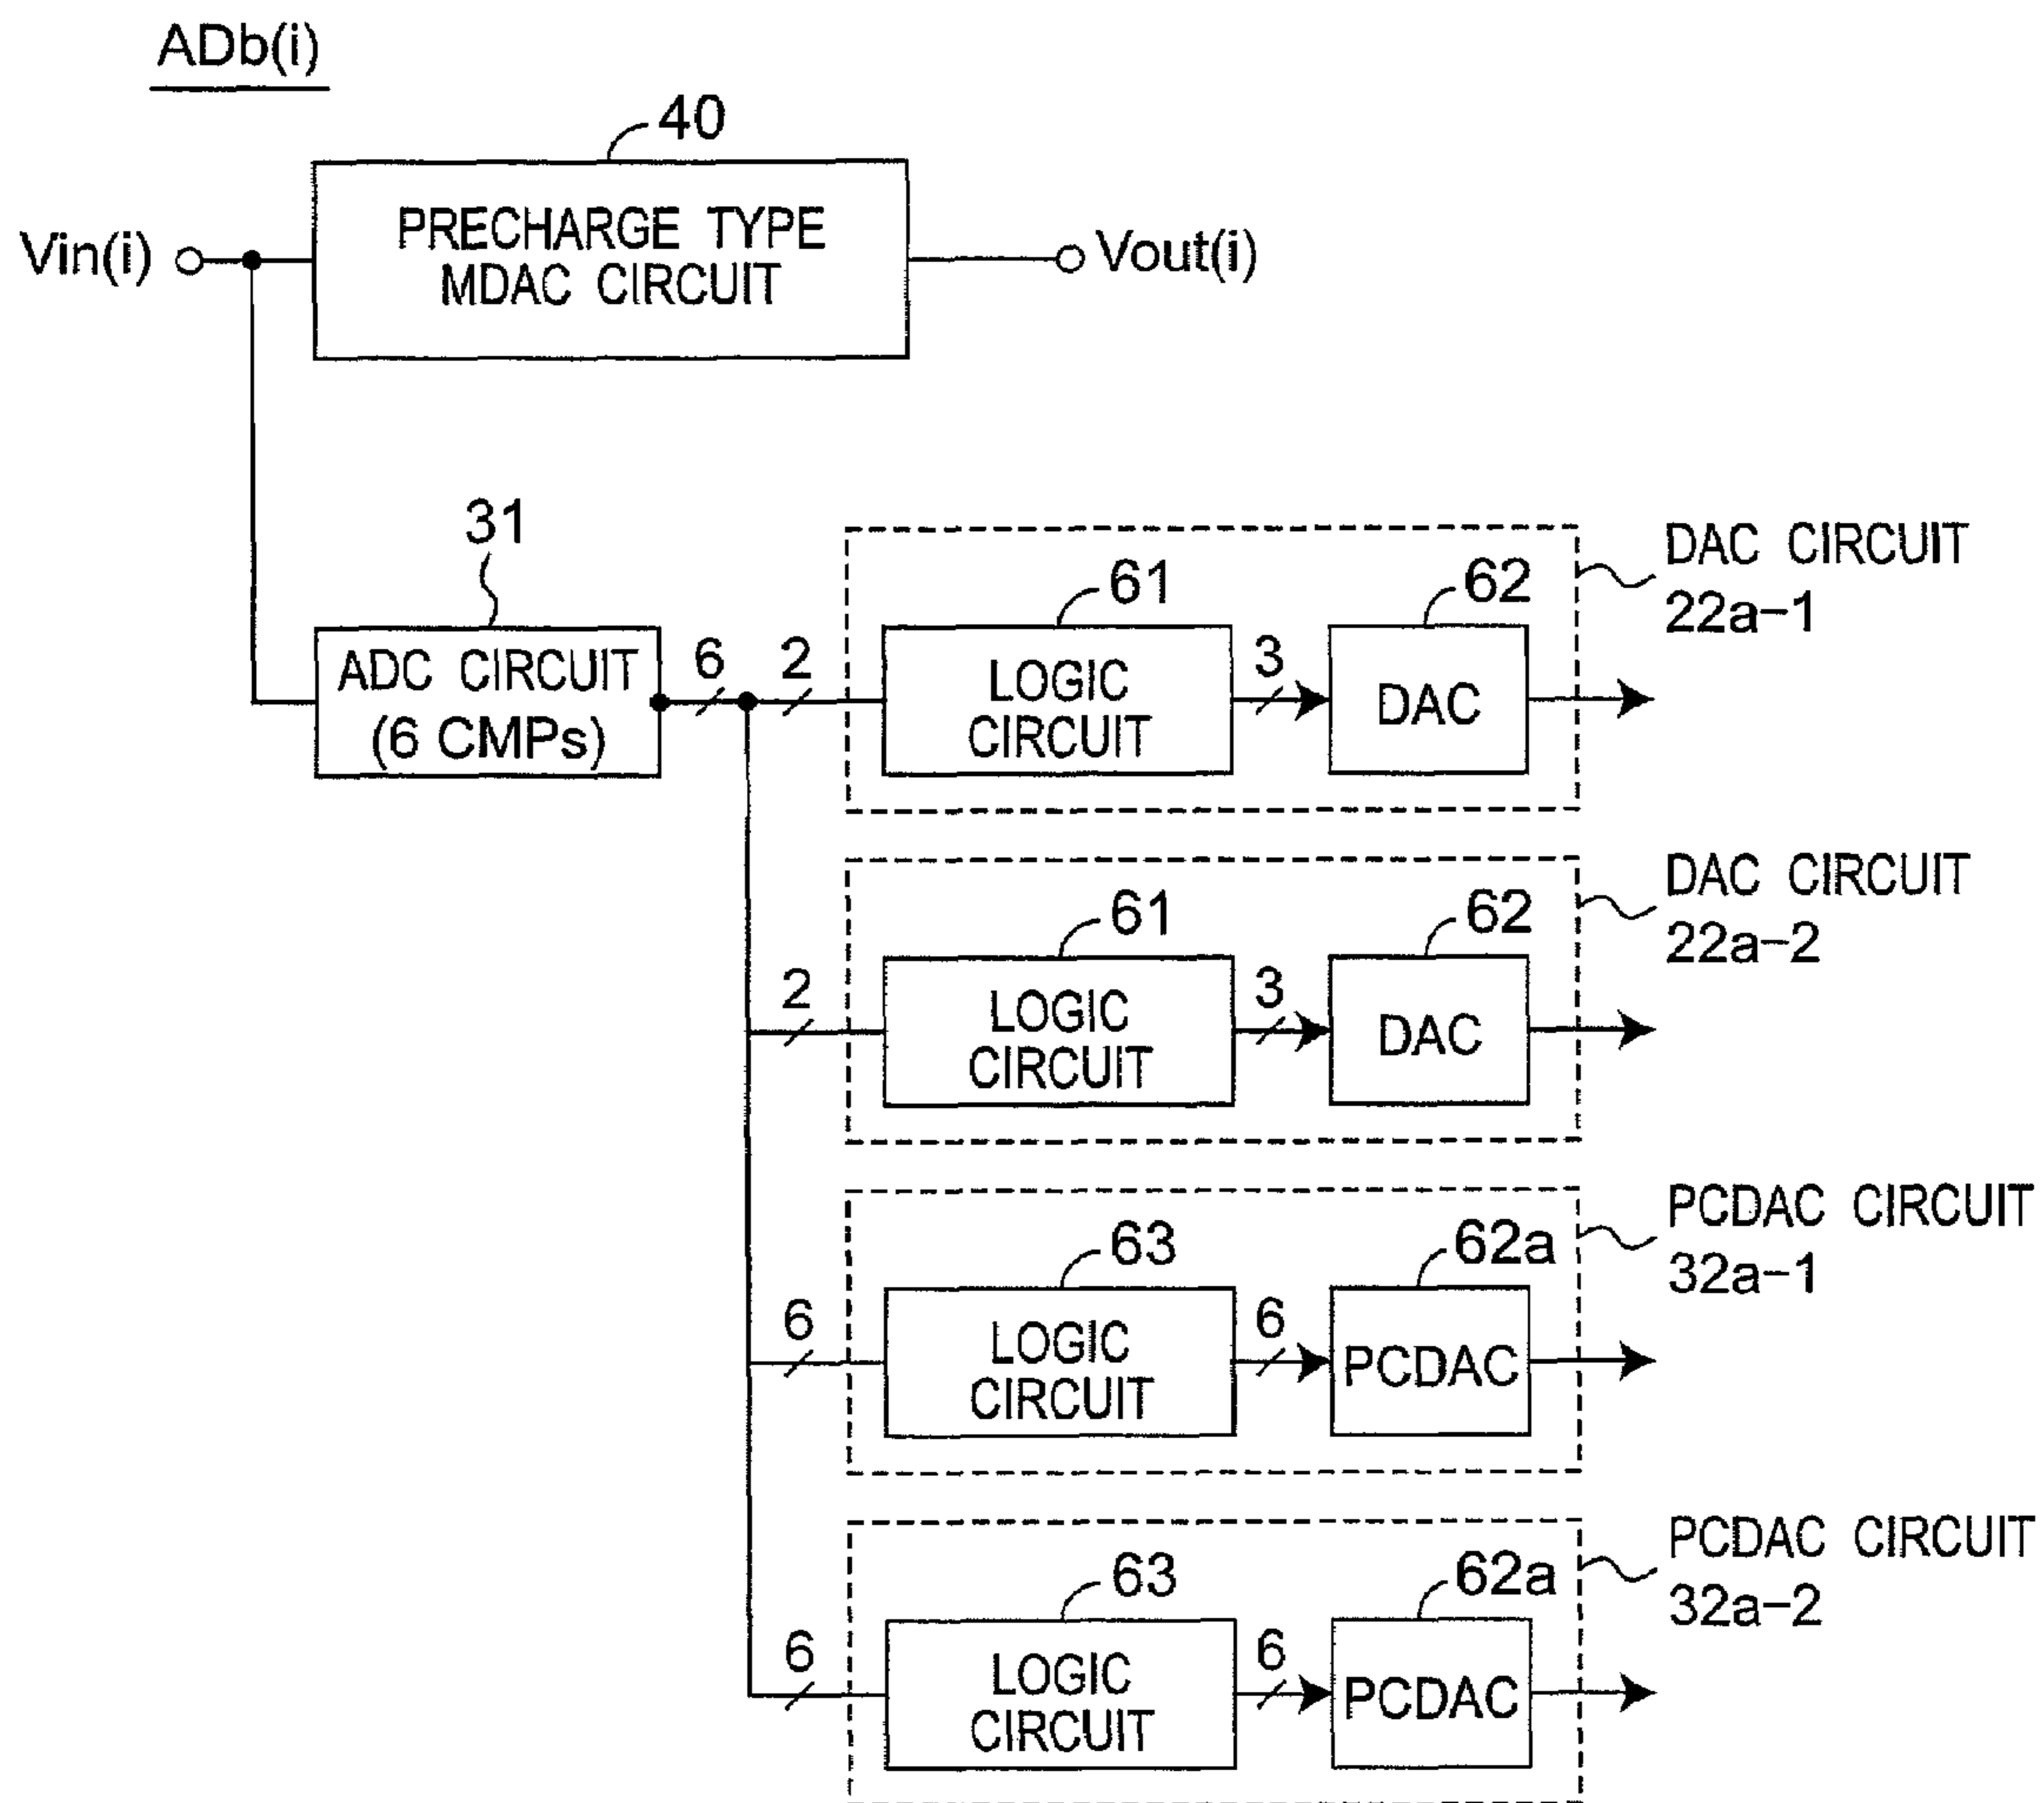 ADb(i)
40
PRECHARGE TYPE
MDAC CIRCUIT
Vin(i)
Vout(i)
31
ADC CIRCUIT
(6 CMPs)
6
2
61
LOGIC
CIRCUIT
3
62
DAC
DAC CIRCUIT
22a-1
2
61
LOGIC
CIRCUIT
3
62
DAC
DAC CIRCUIT
22a-2
6
63
LOGIC
CIRCUIT
6
62a
PCDAC
PCDAC CIRCUIT
32a-1
6
63
LOGIC
CIRCUIT
6
62a
PCDAC
PCDAC CIRCUIT
32a-2